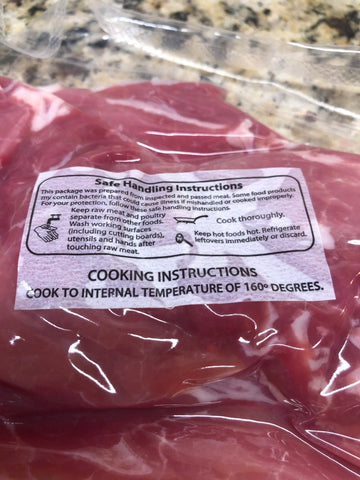 Safe Handling Instructions
This package was prepared from inspected and passed meat. Some food products
my contain bacteria that could cause illness if mishandled or cooked improperly.
For your protection, follow these safe handling instructions.
Keep raw meat and poultry
separate from other foods.
Wash working surfaces
(including cutting boards),
utensils and hands after
touching raw meat.
Cook thoroughly.
Keep hot foods hot. Refrigerate
leftovers immediately or discard.
COOKING INSTRUCTIONS
COOK TO INTERNAL TEMPERATURE OF 160º DEGREES.